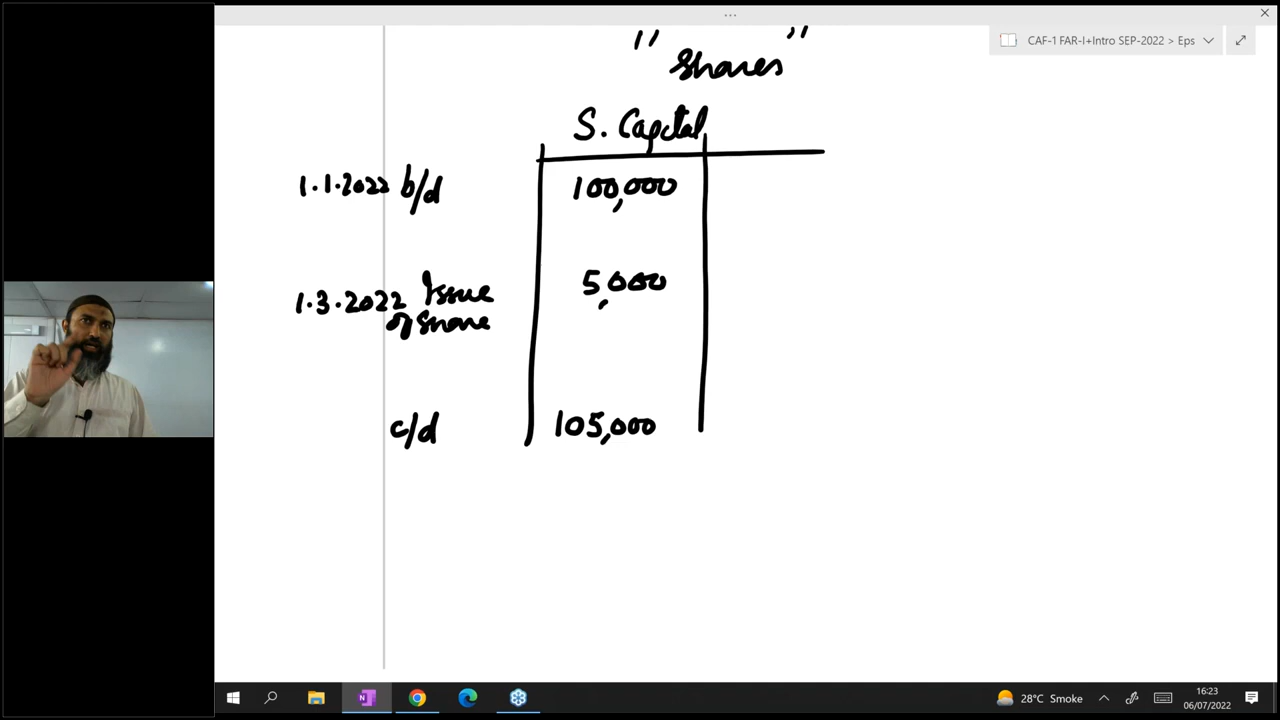 ...
CAF-1 FAR-I+Intro SEP-2022 > Eps
" "
Shares
S. Capital
1.1.2022 b/d 100,000
1.3.2022 Issue 5,000
of Share
c/d 105,000
28°C Smoke
16:23
06/07/2022